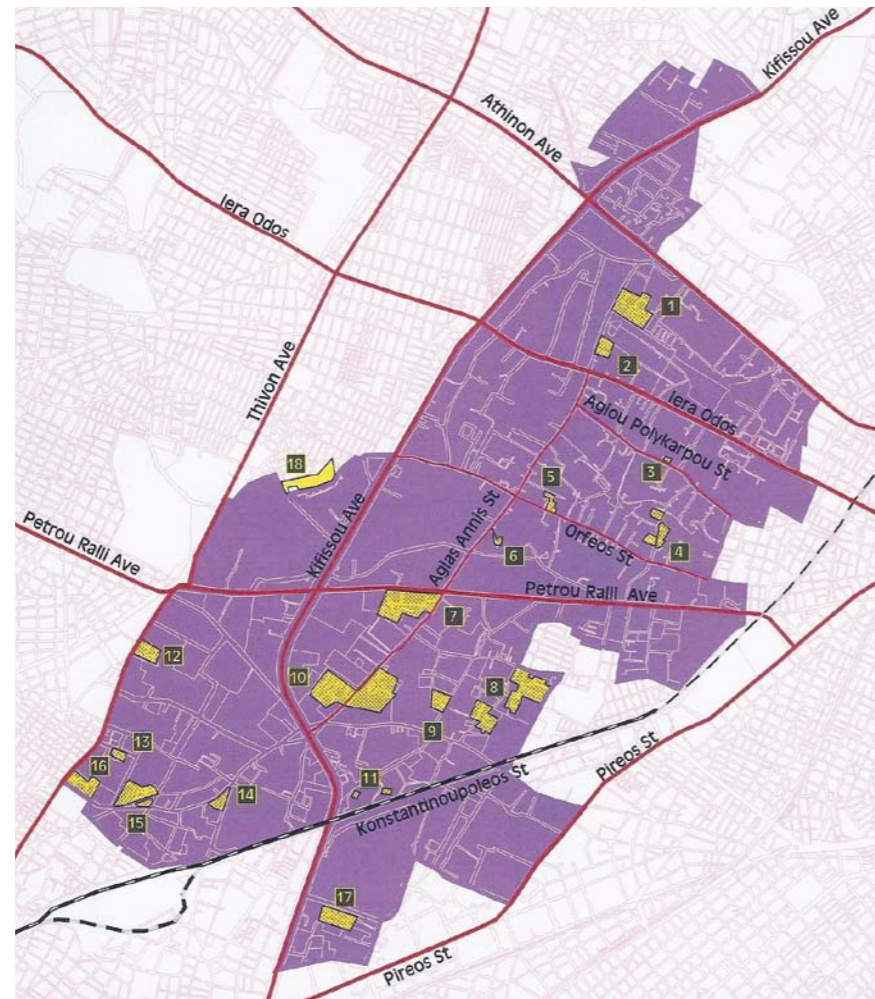 Kifissou Ave
Athinon Ave
Iera Odos
1
2
Thivon Ave
Iera Odos
Agiou Polykarpou St
18
3
5
Kifissou Ave
Agias Annis St
Petrou Ralli Ave
6
Orfeos St
4
Petrou Ralli Ave
7
12
10
8
9
13
16
11
14
15
Konstantinoupoleos St
Pireos St
17
Pireos St